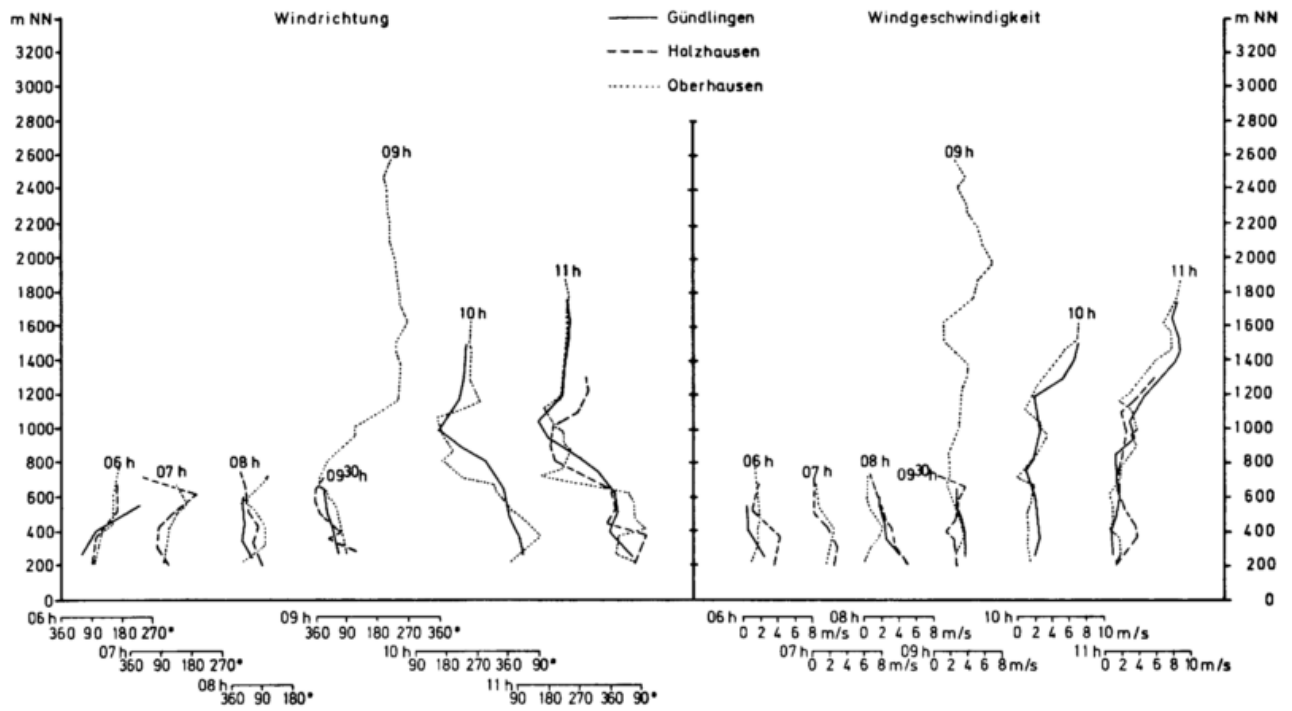 m NN Windrichtung Gündlingen Windgeschwindigkeit m NN
3200 Holzhausen 3200
3000 Oberhausen 3000
2800 2800
2600 09h 09h 2600
2400 2400
2200 2200
2000 2000
11h 11h
1800 1800
10h 10h
1600 1600
1400 1400
1200 1200
1000 1000
800 06h 07h 08h 09³⁰h 06h 07h 08h 09³⁰h 800
600 600
400 400
200 200
0 0
06h 09h 06h 08h 10h
360 90 180 270° 360 90 180 270 360° 0 2 4 6 8 m/s 0 2 4 6 8 m/s 0 2 4 6 8 10 m/s
07h 10h 07h 09h 11h
360 90 180 270° 90 180 270 360 90° 0 2 4 6 8 m/s 0 2 4 6 8 m/s 0 2 4 6 8 10 m/s
08h 11h
360 90 180° 90 180 270 360 90°